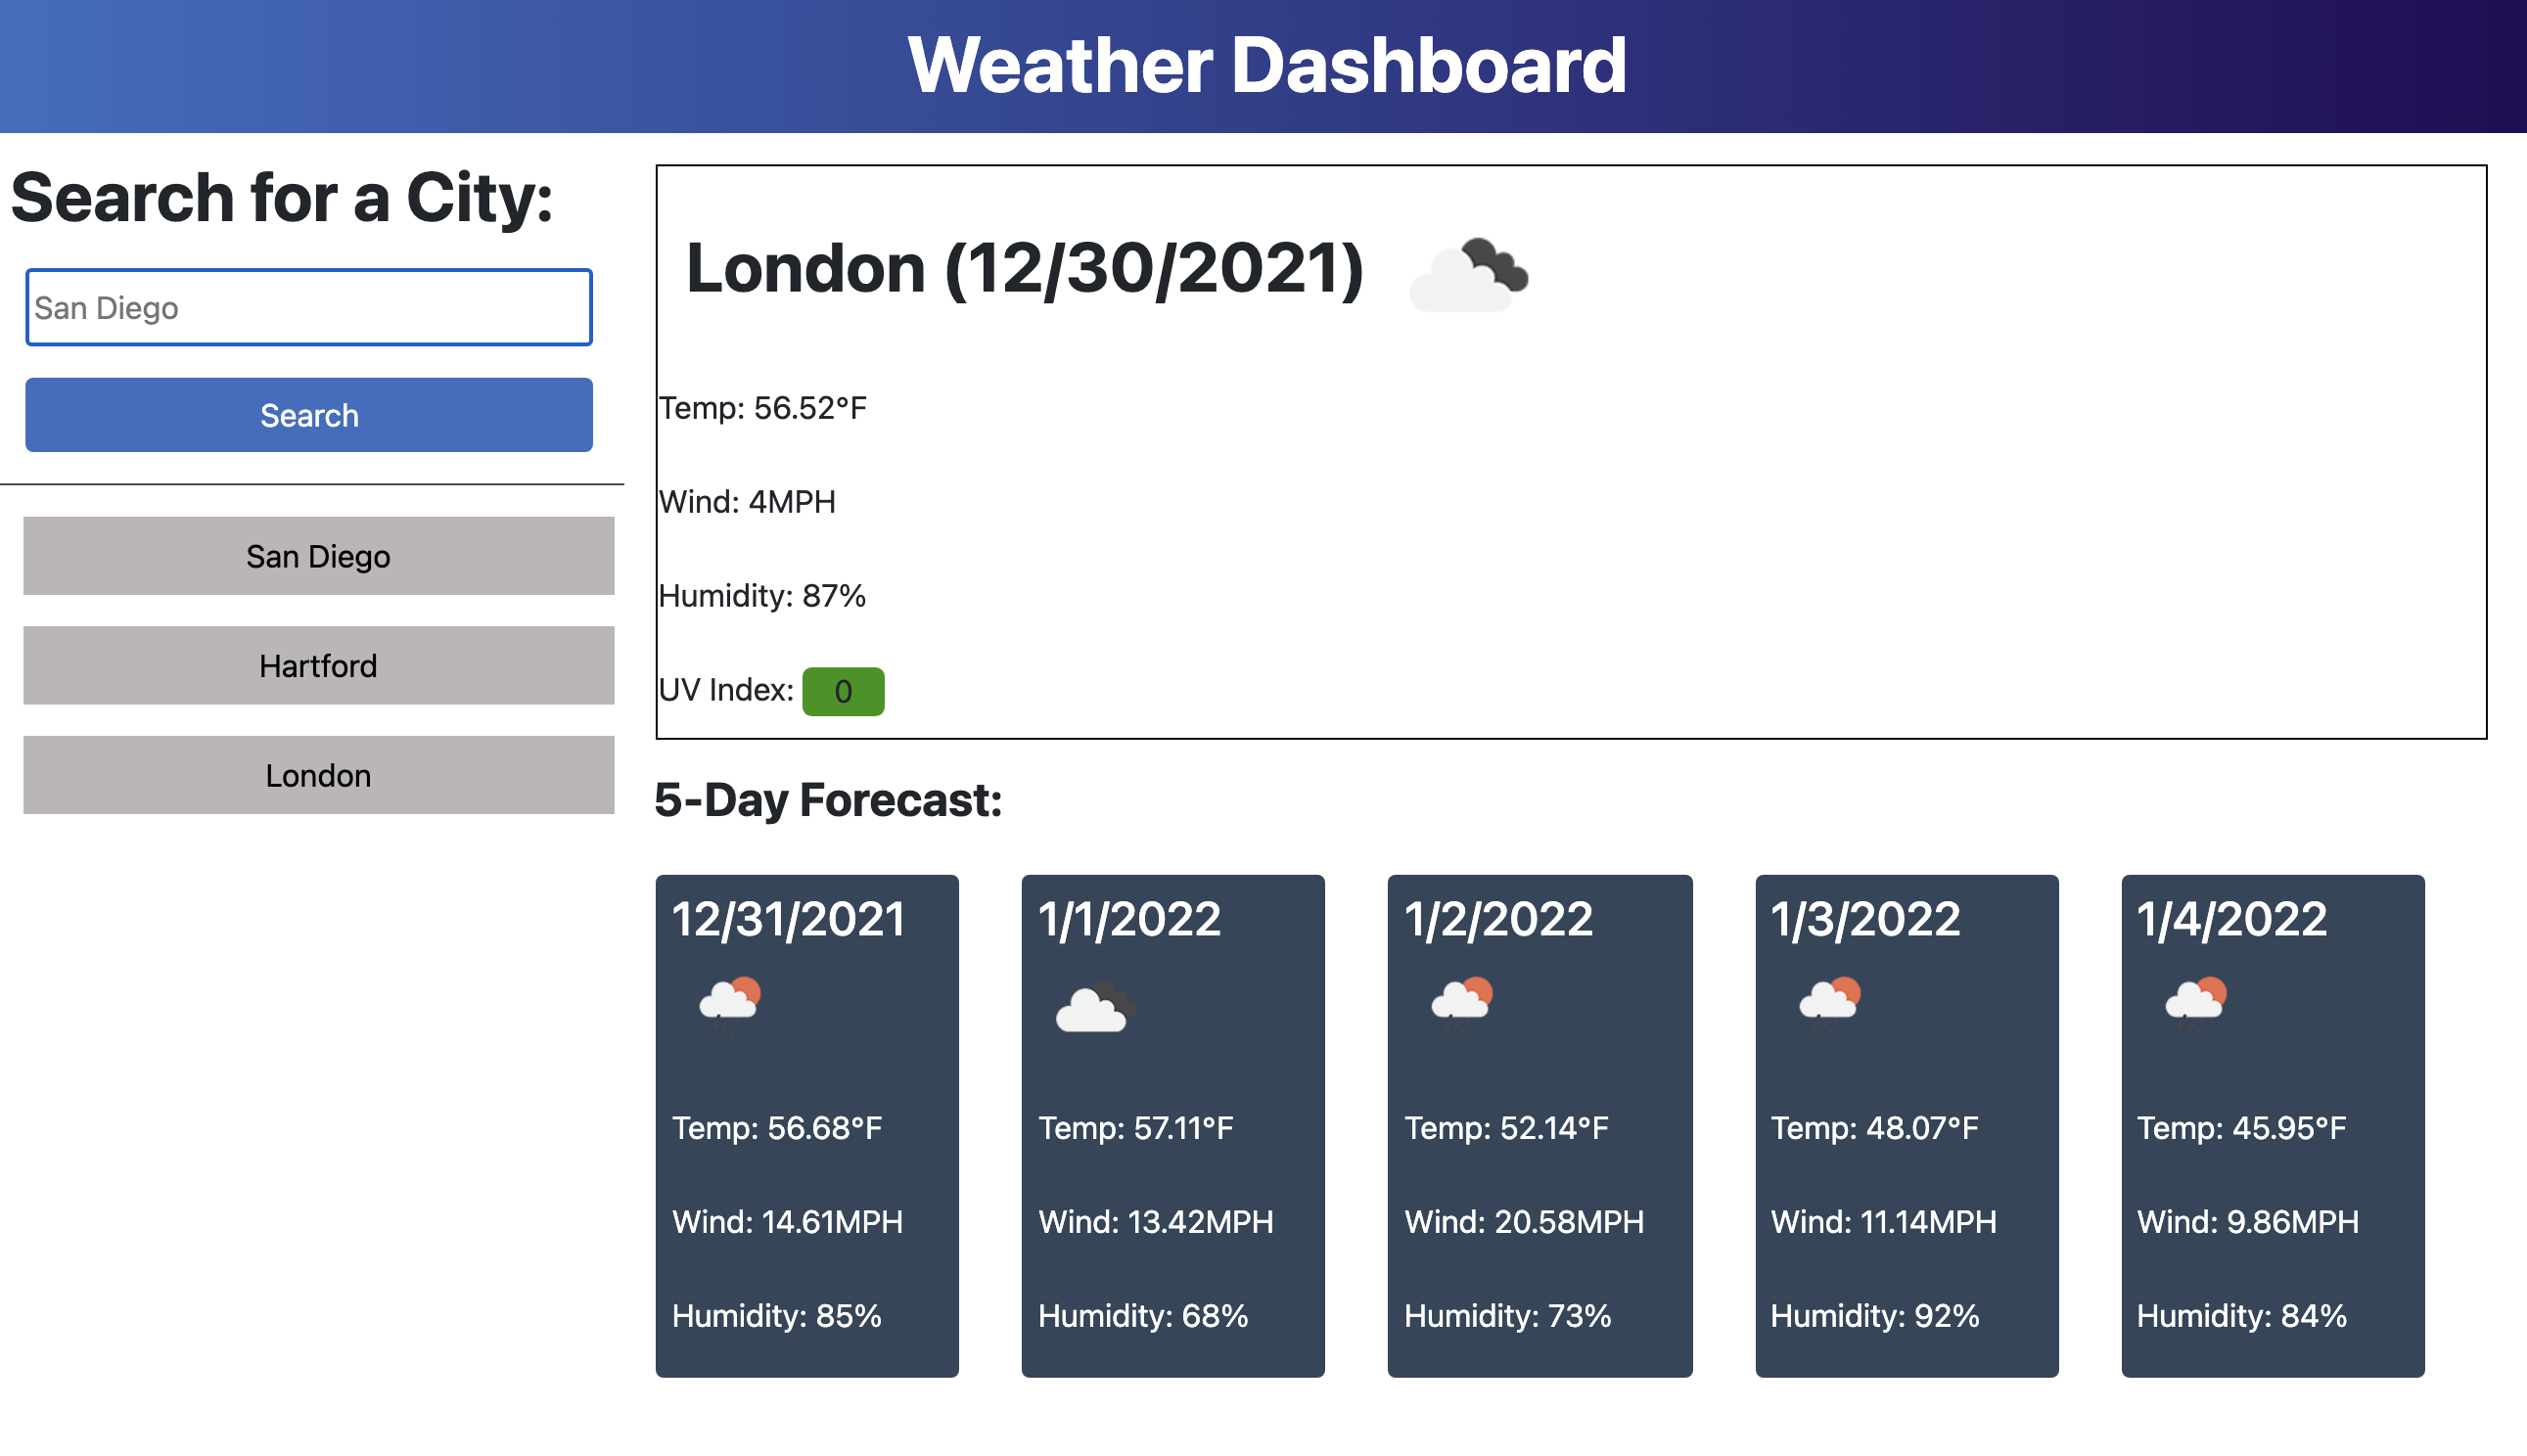 Weather Dashboard
Search for a City:
San Diego
Search
San Diego
Hartford
London
London (12/30/2021)
Temp: 56.52°F
Wind: 4MPH
Humidity: 87%
UV Index: 0
5-Day Forecast:
12/31/2021
Temp: 56.68°F
Wind: 14.61MPH
Humidity: 85%
1/1/2022
Temp: 57.11°F
Wind: 13.42MPH
Humidity: 68%
1/2/2022
Temp: 52.14°F
Wind: 20.58MPH
Humidity: 73%
1/3/2022
Temp: 48.07°F
Wind: 11.14MPH
Humidity: 92%
1/4/2022
Temp: 45.95°F
Wind: 9.86MPH
Humidity: 84%